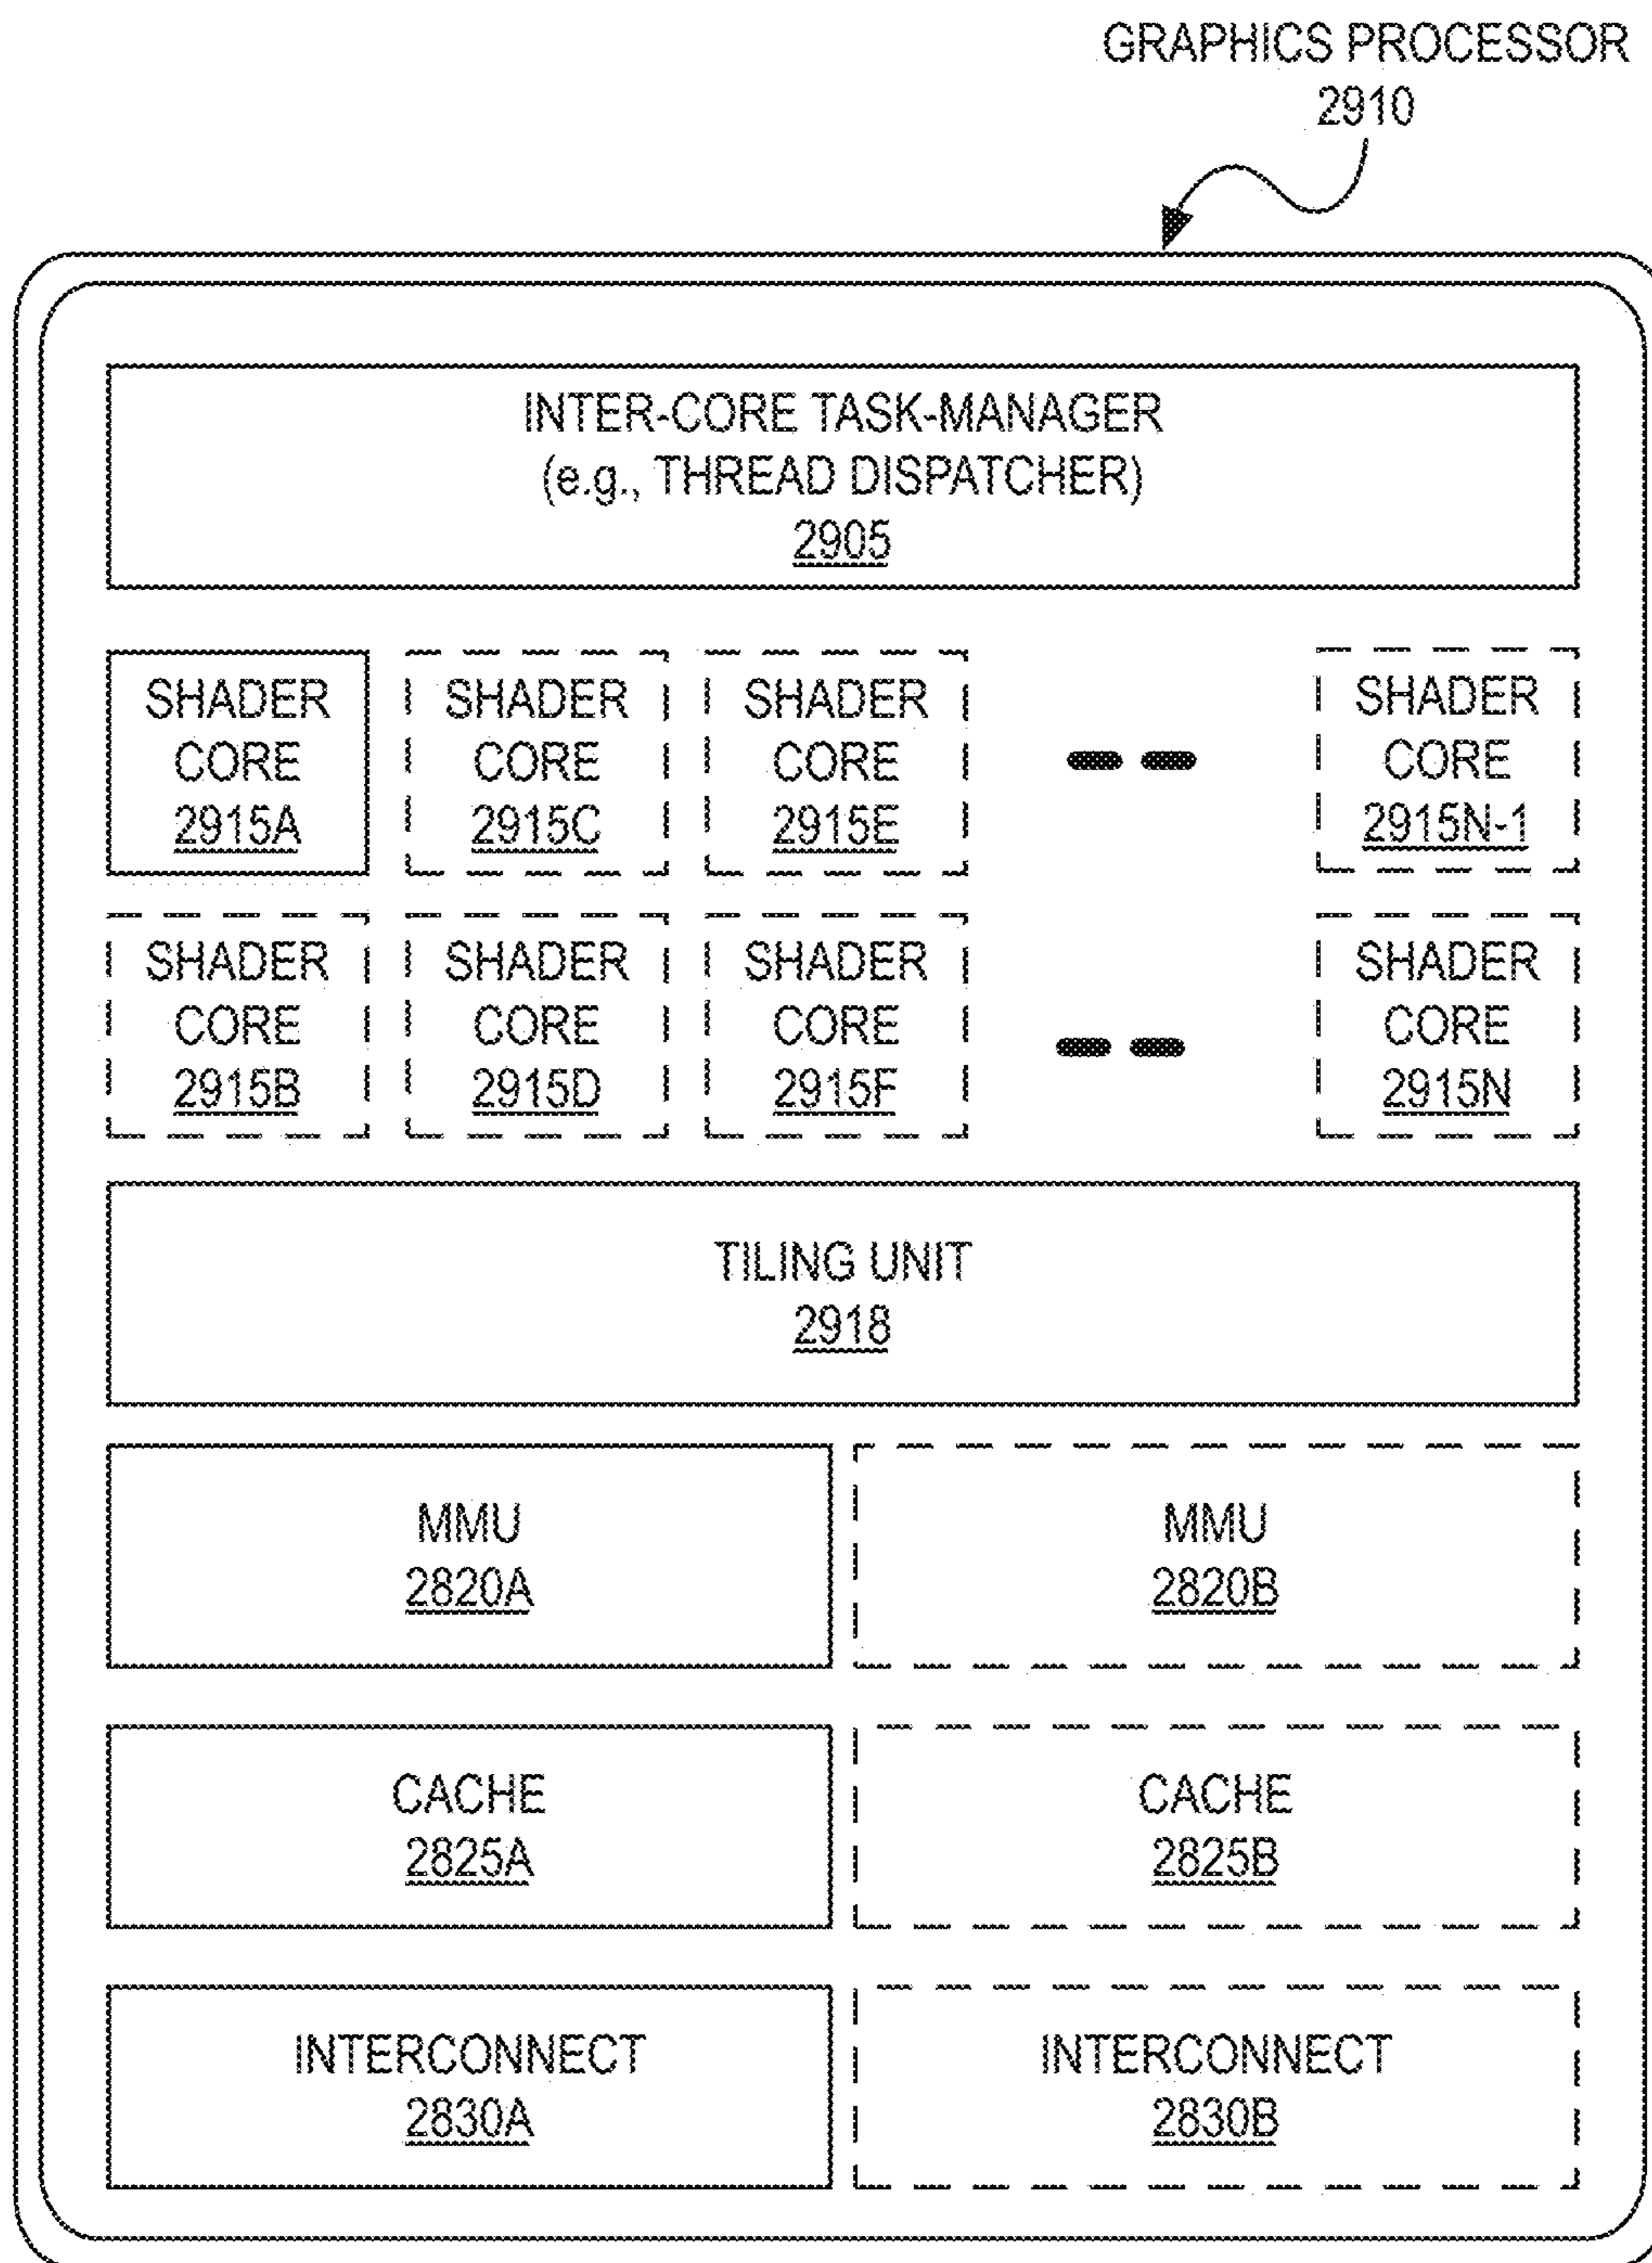 GRAPHICS PROCESSOR
2910
INTER-CORE TASK-MANAGER
(e.g., THREAD DISPATCHER)
2905
SHADER
CORE
2915A
SHADER
CORE
2915C
SHADER
CORE
2915E
SHADER
CORE
2915N-1
SHADER
CORE
2915B
SHADER
CORE
2915D
SHADER
CORE
2915F
SHADER
CORE
2915N
TILING UNIT
2918
MMU
2820A
MMU
2820B
CACHE
2825A
CACHE
2825B
INTERCONNECT
2830A
INTERCONNECT
2830B